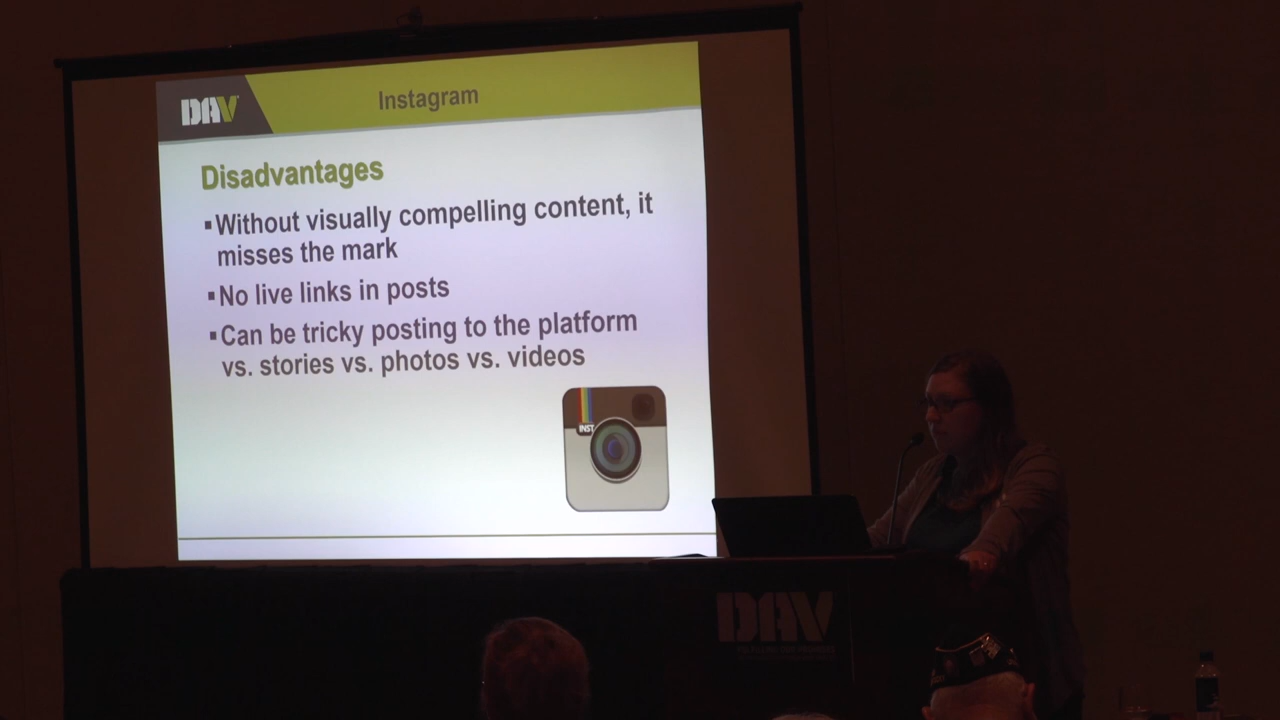 DAV
Instagram
Disadvantages
▪Without visually compelling content, it
misses the mark
▪No live links in posts
▪Can be tricky posting to the platform
vs. stories vs. photos vs. videos
INST
DAV